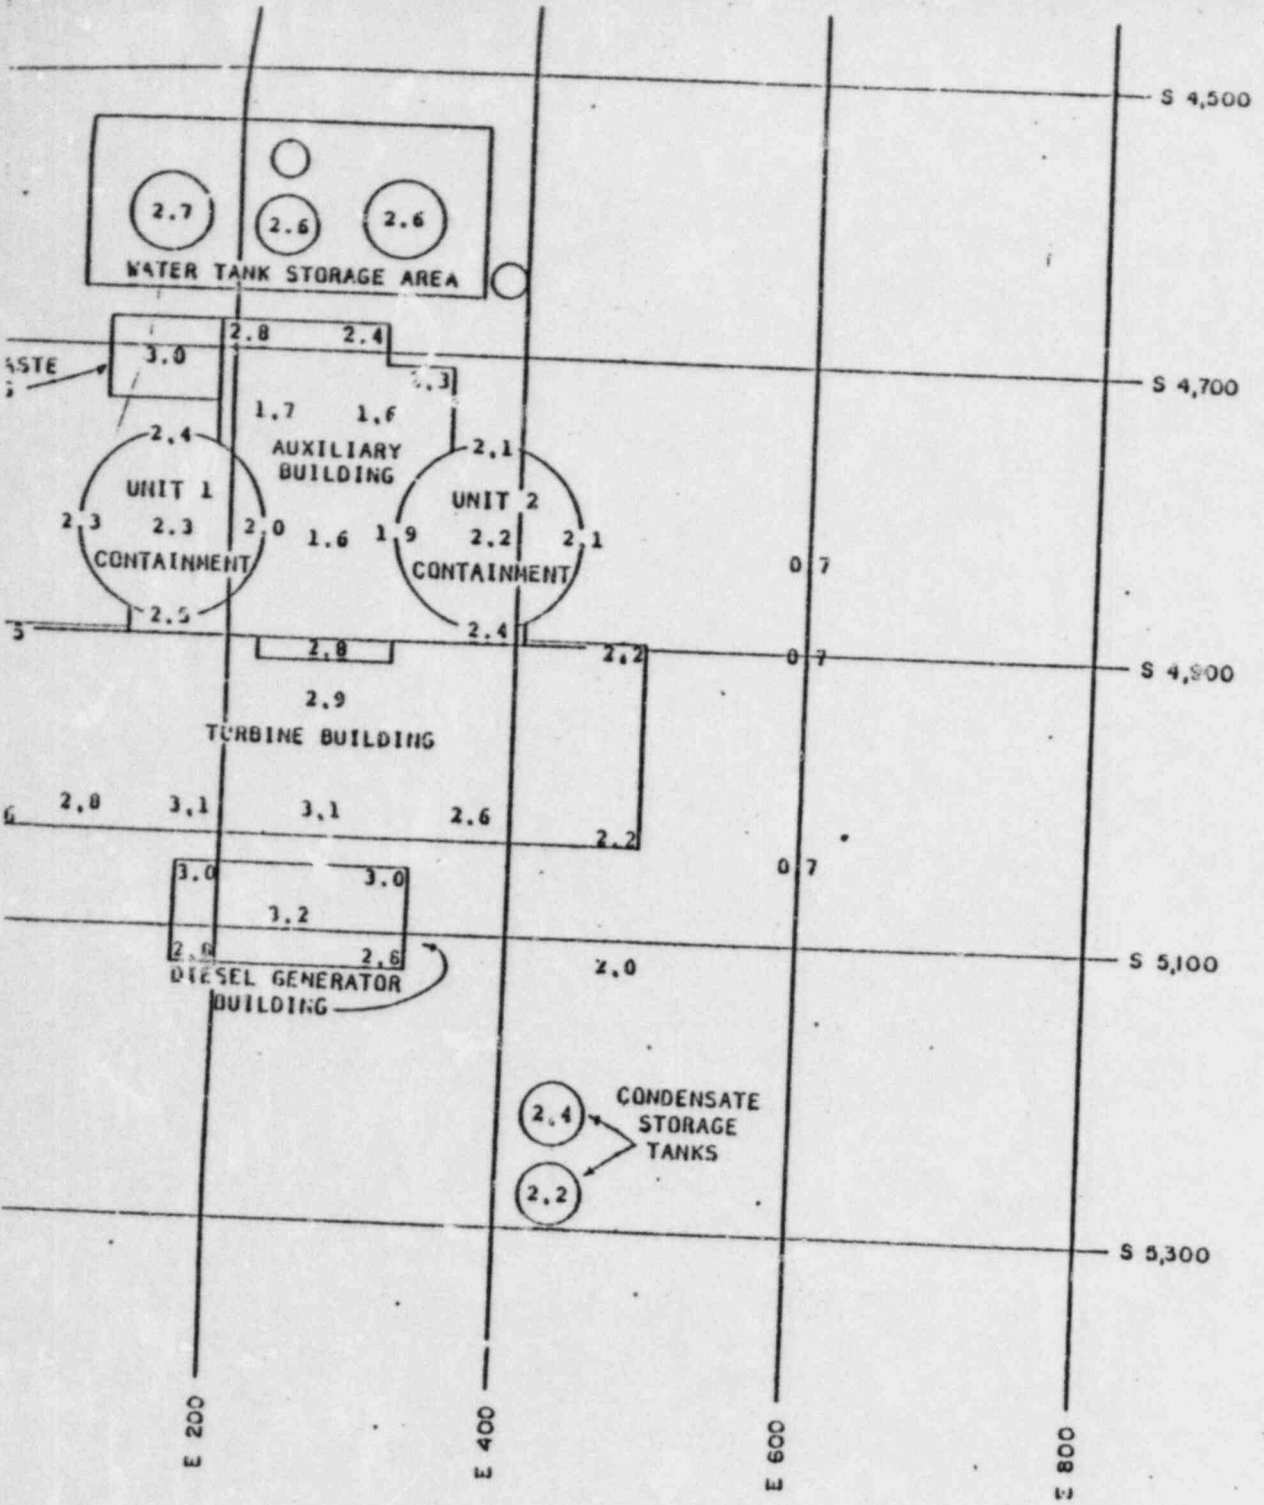 S 4,500
2.7
2.6
2.6
WATER TANK STORAGE AREA
2.8
2.4
3.0
S 4,700
1.7
1.6
2.4
AUXILIARY
BUILDING
2.1
UNIT 1
UNIT 2
2.3
2.3
2.0
1.6
1.9
2.2
2.1
CONTAINMENT
CONTAINMENT
0.7
2.5
5
2.4
2.8
2.2
0.7
S 4,900
2.9
TURBINE BUILDING
2.8
3.1
3.1
2.6
6
2.2
3.0
3.0
0.7
3.2
2.6
2.0
S 5,100
DIESEL GENERATOR
BUILDING
CONDENSATE
STORAGE
TANKS
2.4
2.2
S 5,300
E 200
E 400
E 600
E 800